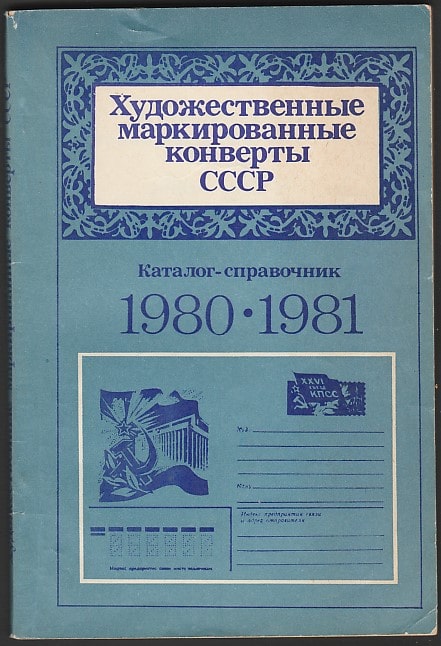 Художественные
маркированные
конверты
СССР
Каталог-справочник
1980 • 1981
XXVI
СЪЕЗД
КПСС
Куда
Кому
Индекс предприятия связи
и адрес отправителя
Индекс предприятия связи места назначения